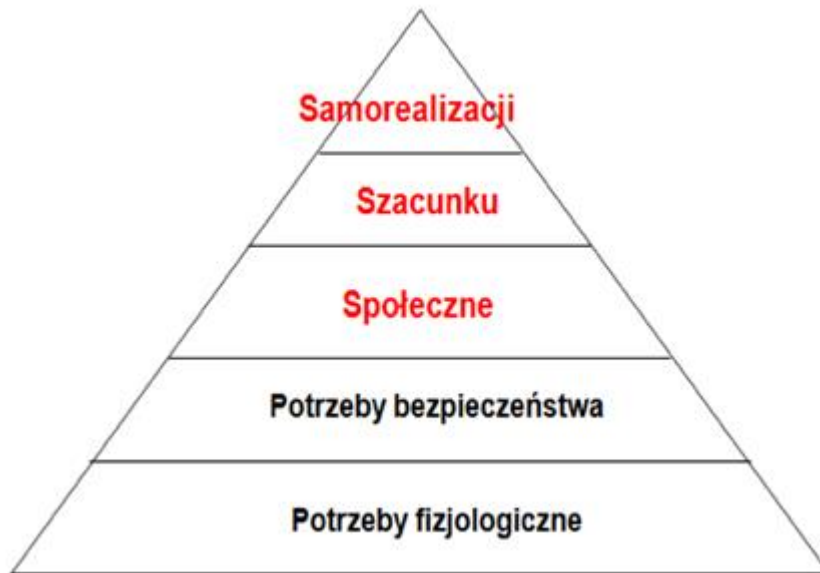 Samorealizacji
Szacunku
Społeczne
Potrzeby bezpieczeństwa
Potrzeby fizjologiczne